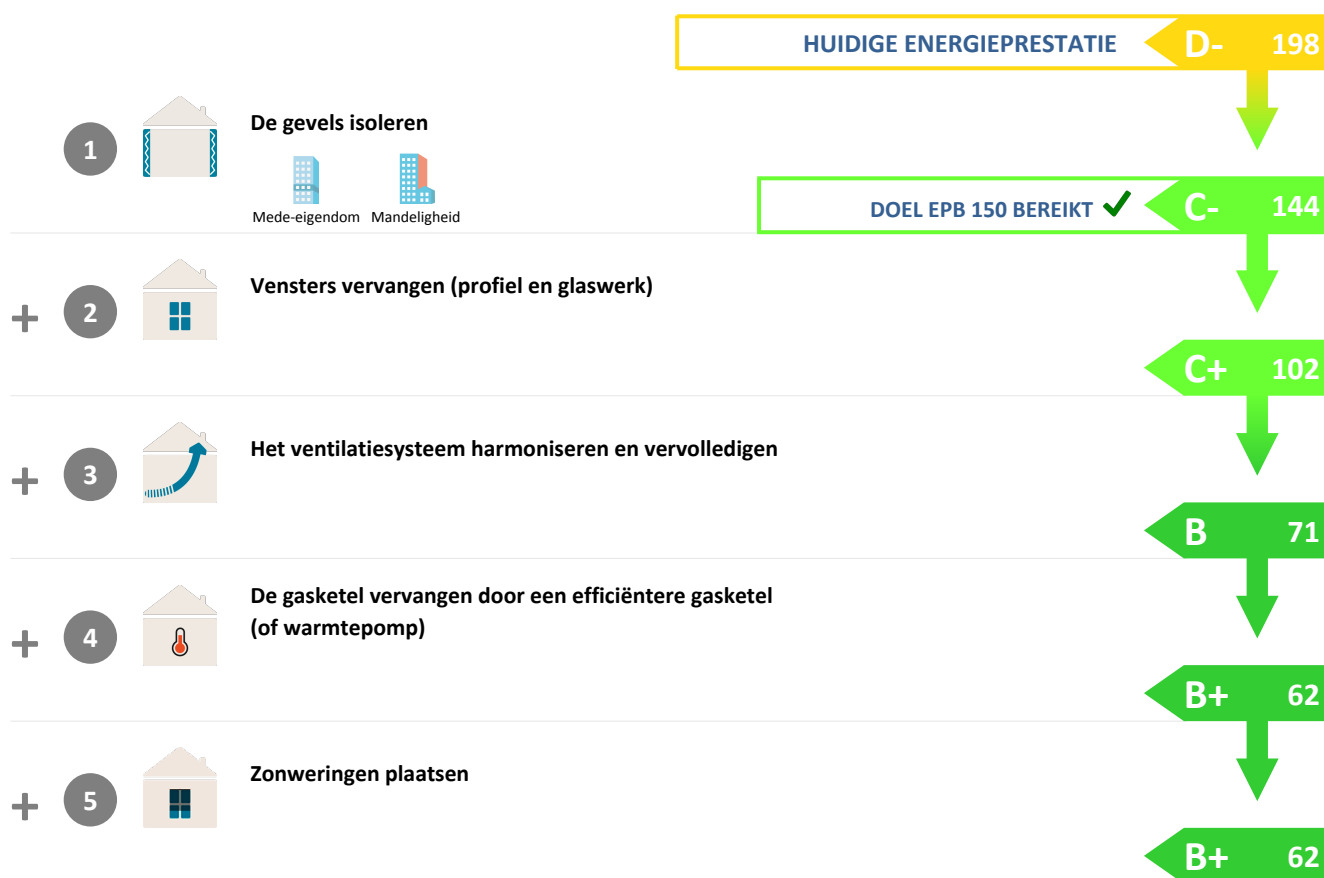 HUIDIGE ENERGIEPRESTATIE D- 198
1 De gevels isoleren
Mede-eigendom Mandeligheid
DOEL EPB 150 BEREIKT ✓ C- 144
+ 2 Vensters vervangen (profiel en glaswerk)
C+ 102
+ 3 Het ventilatiesysteem harmoniseren en vervolledigen
B 71
De gasketel vervangen door een efficiëntere gasketel
+ 4 (of warmtepomp)
B+ 62
+ 5 Zonweringen plaatsen
B+ 62